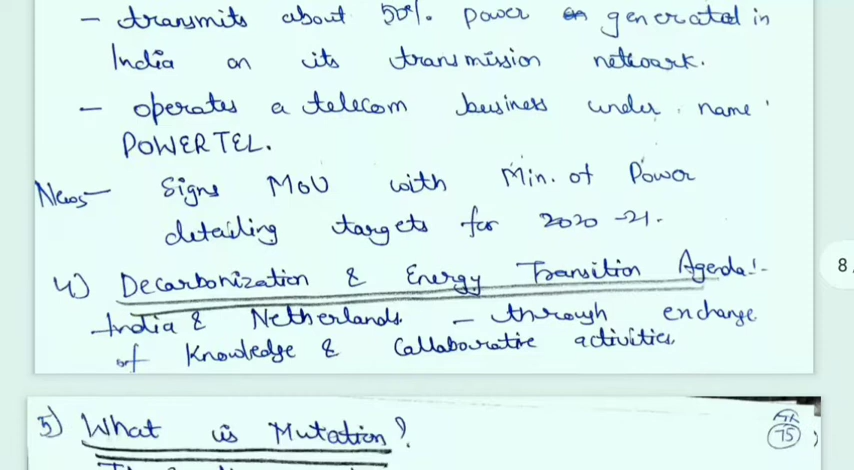 - transmits about 50% power generated in
India on its transmission network.
- operates a telecom business under name
POWERTEL.
News- Signs MoU with Min. of Power
detailing targets for 2020-21.
4) Decarbonization & Energy Transition Agenda:-
India & Netherlands - through exchange
of Knowledge & Callabourative activities,
8
5) What is Mutation?
75